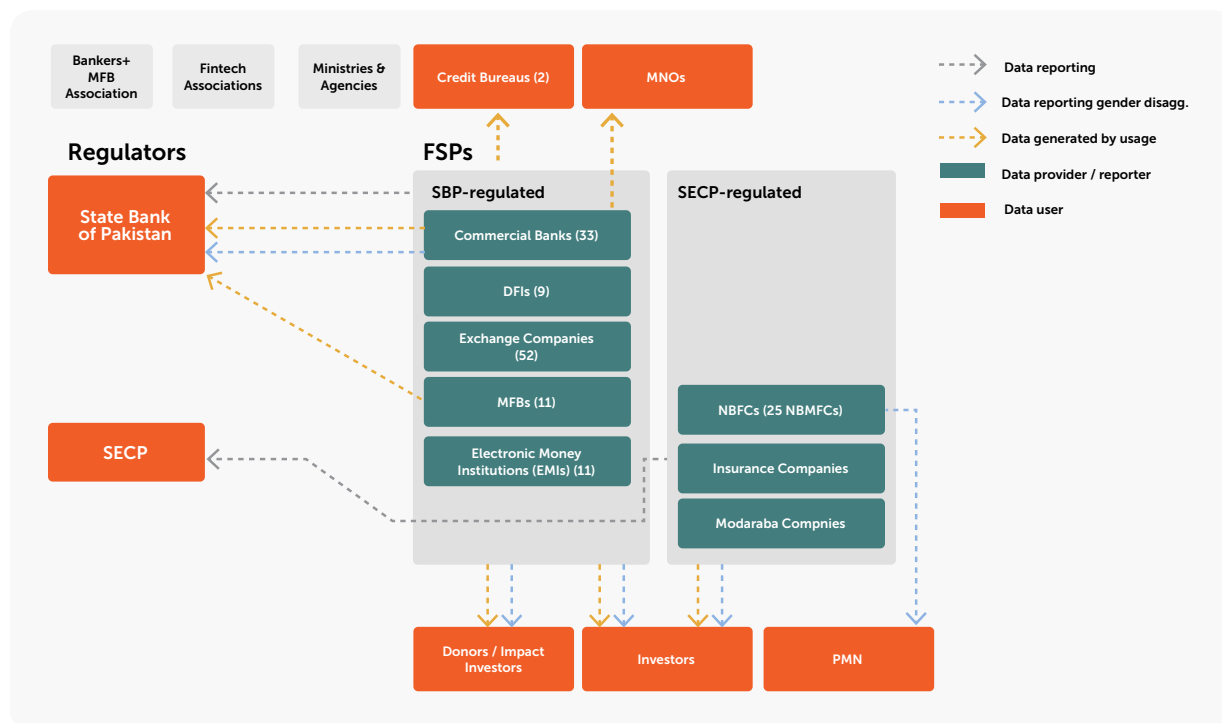 Bankers+
MFB
Association
Fintech
Associations
Ministries &
Agencies
Credit Bureaus (2)
MNOs
Data reporting
Data reporting gender disagg.
Data generated by usage
Data provider / reporter
Data user
Regulators
FSPs
State Bank
of Pakistan
SECP
SBP-regulated
Commercial Banks (33)
DFIs (9)
Exchange Companies
(52)
MFBs (11)
Electronic Money
Institutions (EMIs) (11)
SECP-regulated
NBFCs (25 NBMFCs)
Insurance Companies
Modaraba Compnies
Donors / Impact
Investors
Investors
PMN